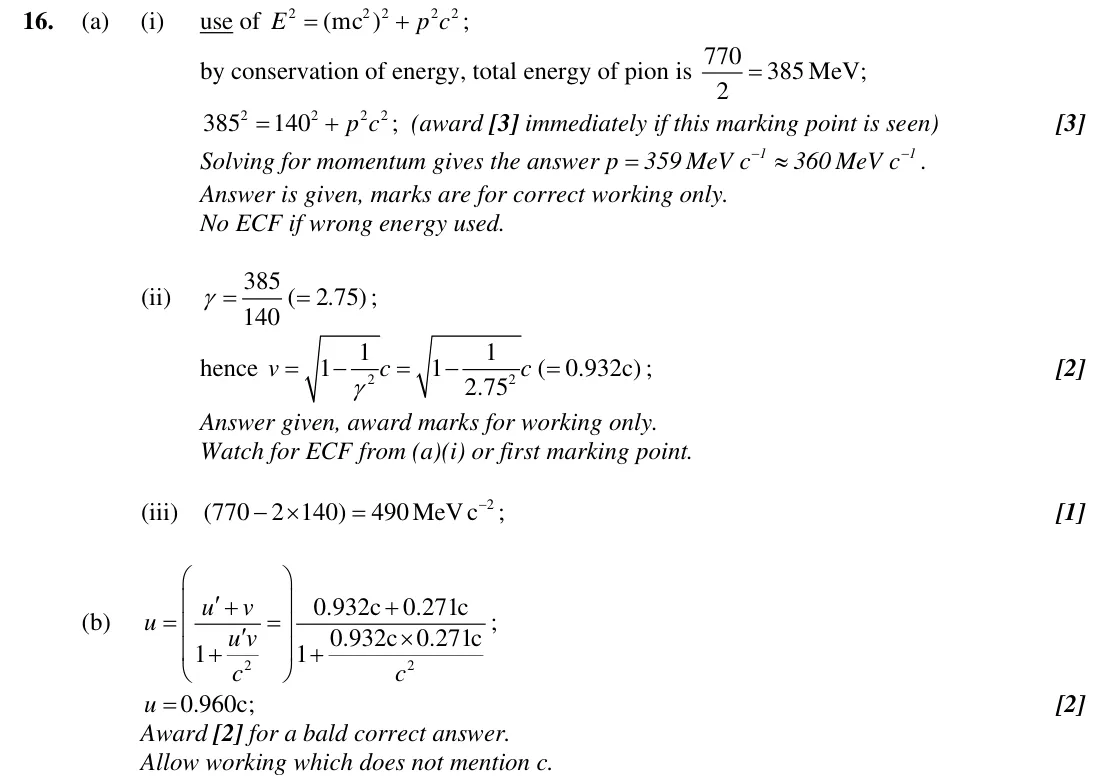 16. (a) (i) use of E² = (mc²)² + p²c² ;
by conservation of energy, total energy of pion is 770/2 = 385 MeV;
385² = 140² + p²c² ; (award [3] immediately if this marking point is seen) [3]
Solving for momentum gives the answer p = 359 MeV c⁻¹ ≈ 360 MeV c⁻¹ .
Answer is given, marks are for correct working only.
No ECF if wrong energy used.
(ii) γ = 385/140 (= 2.75) ;
hence v = √(1 − 1/γ²) c = √(1 − 1/2.75²) c (= 0.932c) ; [2]
Answer given, award marks for working only.
Watch for ECF from (a)(i) or first marking point.
(iii) (770 − 2 × 140) = 490 MeV c⁻² ; [1]
(b) u = ( (u′ + v)/(1 + u′v/c²) = ) (0.932c + 0.271c)/(1 + (0.932c × 0.271c)/c²) ;
u = 0.960c; [2]
Award [2] for a bald correct answer.
Allow working which does not mention c.